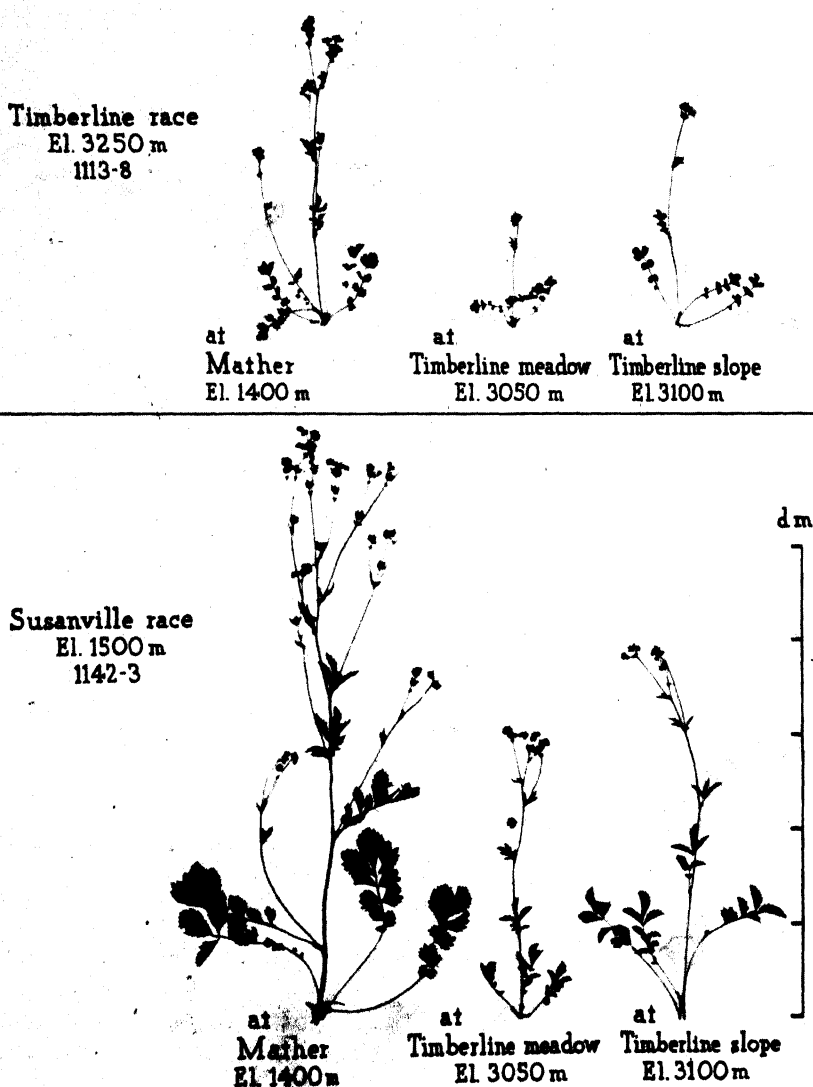 Timberline race
El. 3250 m
1113-8
at
Mather
El. 1400 m
at
Timberline meadow
El. 3050 m
at
Timberline slope
El. 3100 m
dm
Susanville race
El. 1500 m
1142-3
at
Mather
El. 1400 m
at
Timberline meadow
El. 3050 m
at
Timberline slope
El. 3100 m